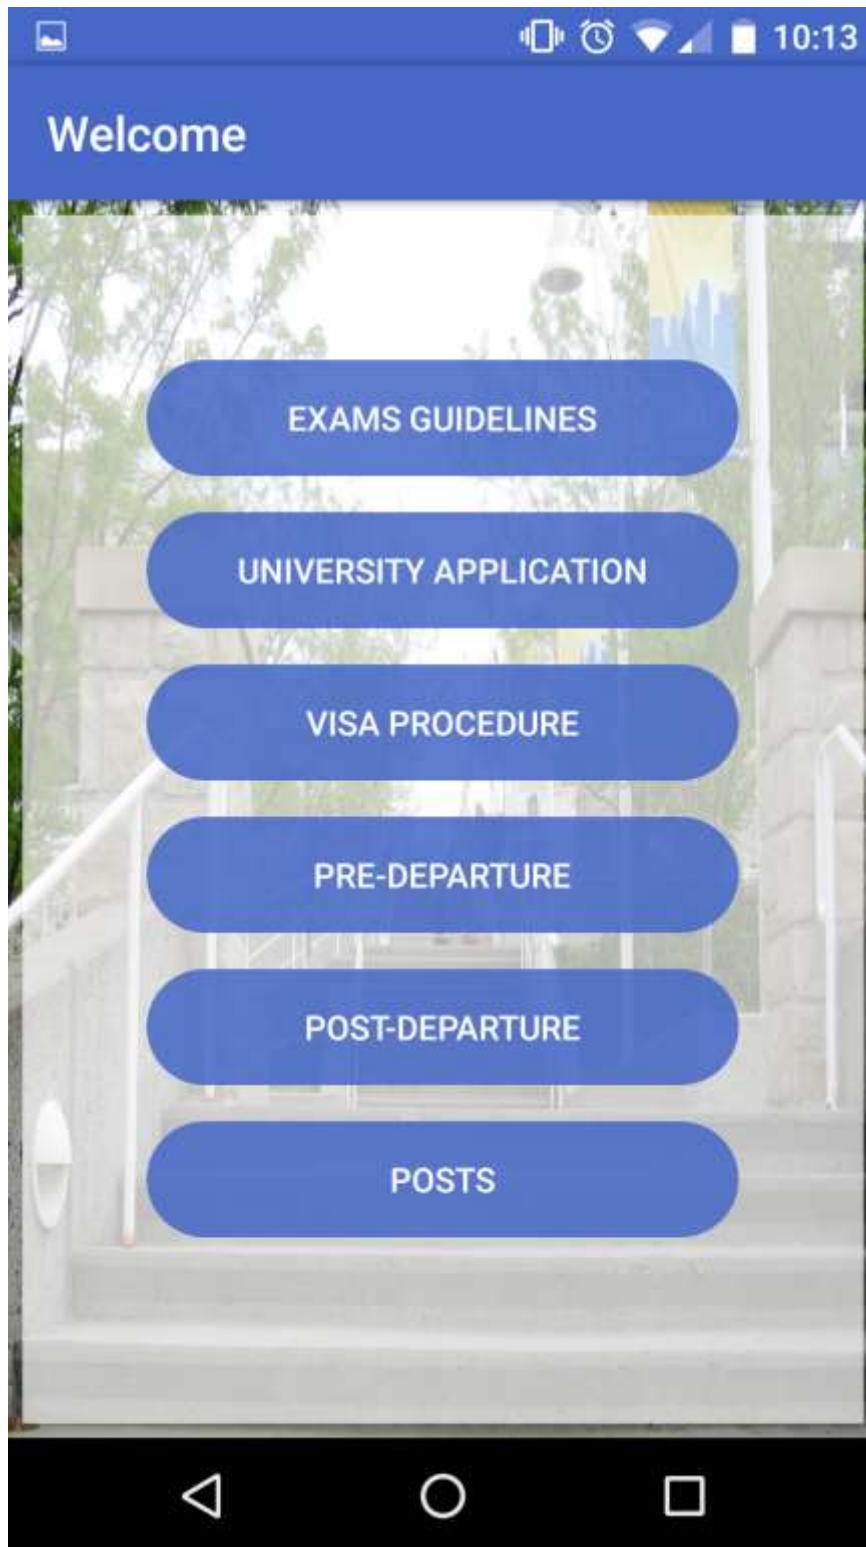 10:13
Welcome
EXAMS GUIDELINES
UNIVERSITY APPLICATION
VISA PROCEDURE
PRE-DEPARTURE
POST-DEPARTURE
POSTS